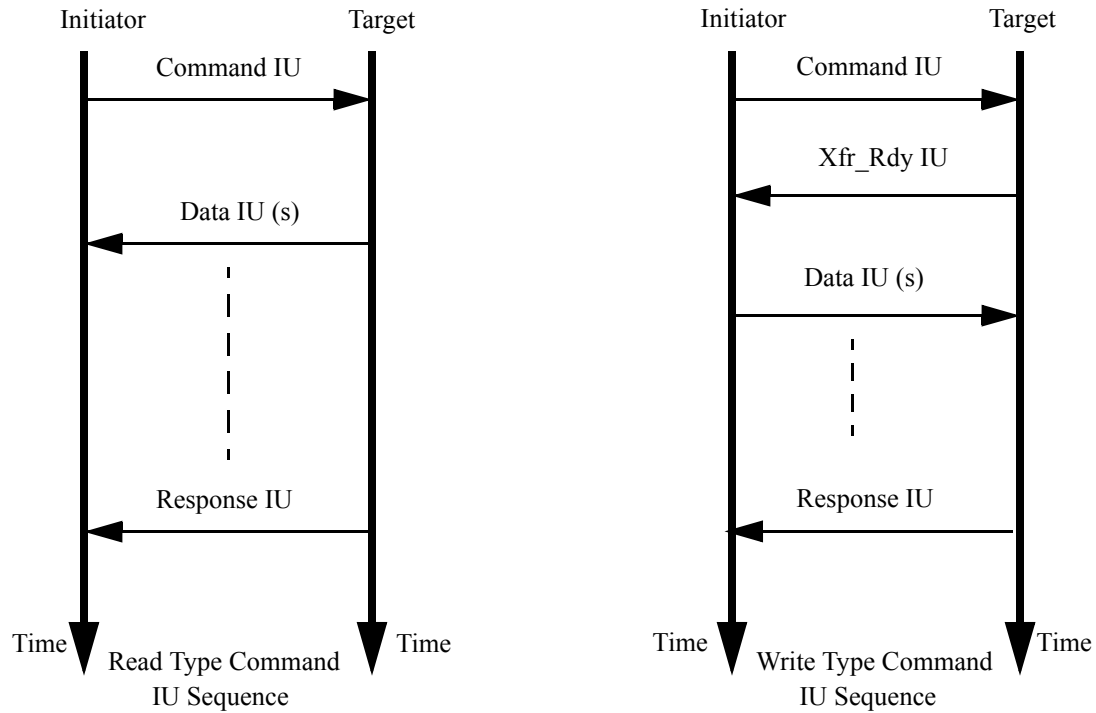 Initiator
Target
Command IU
Data IU (s)
Response IU
Time
Time
Read Type Command
IU Sequence
Initiator
Target
Command IU
Xfr_Rdy IU
Data IU (s)
Response IU
Time
Time
Write Type Command
IU Sequence